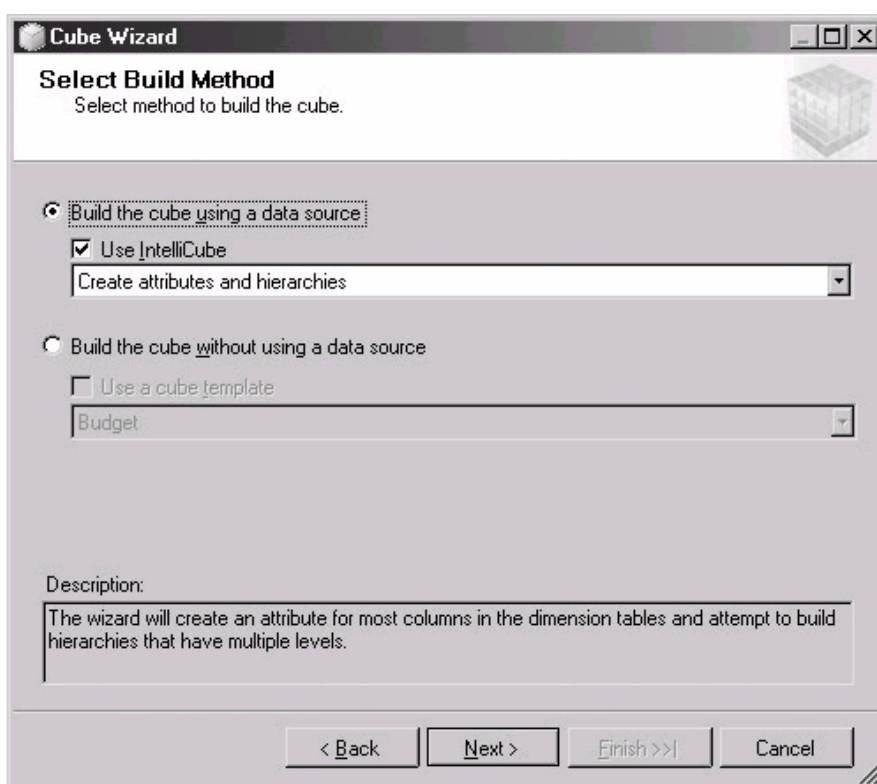 Cube Wizard
Select Build Method
Select method to build the cube.
Build the cube using a data source
Use IntelliCube
Create attributes and hierarchies
Build the cube without using a data source
Use a cube template
Budget
Description:
The wizard will create an attribute for most columns in the dimension tables and attempt to build
hierarchies that have multiple levels.
< Back
Next >
Finish >>|
Cancel